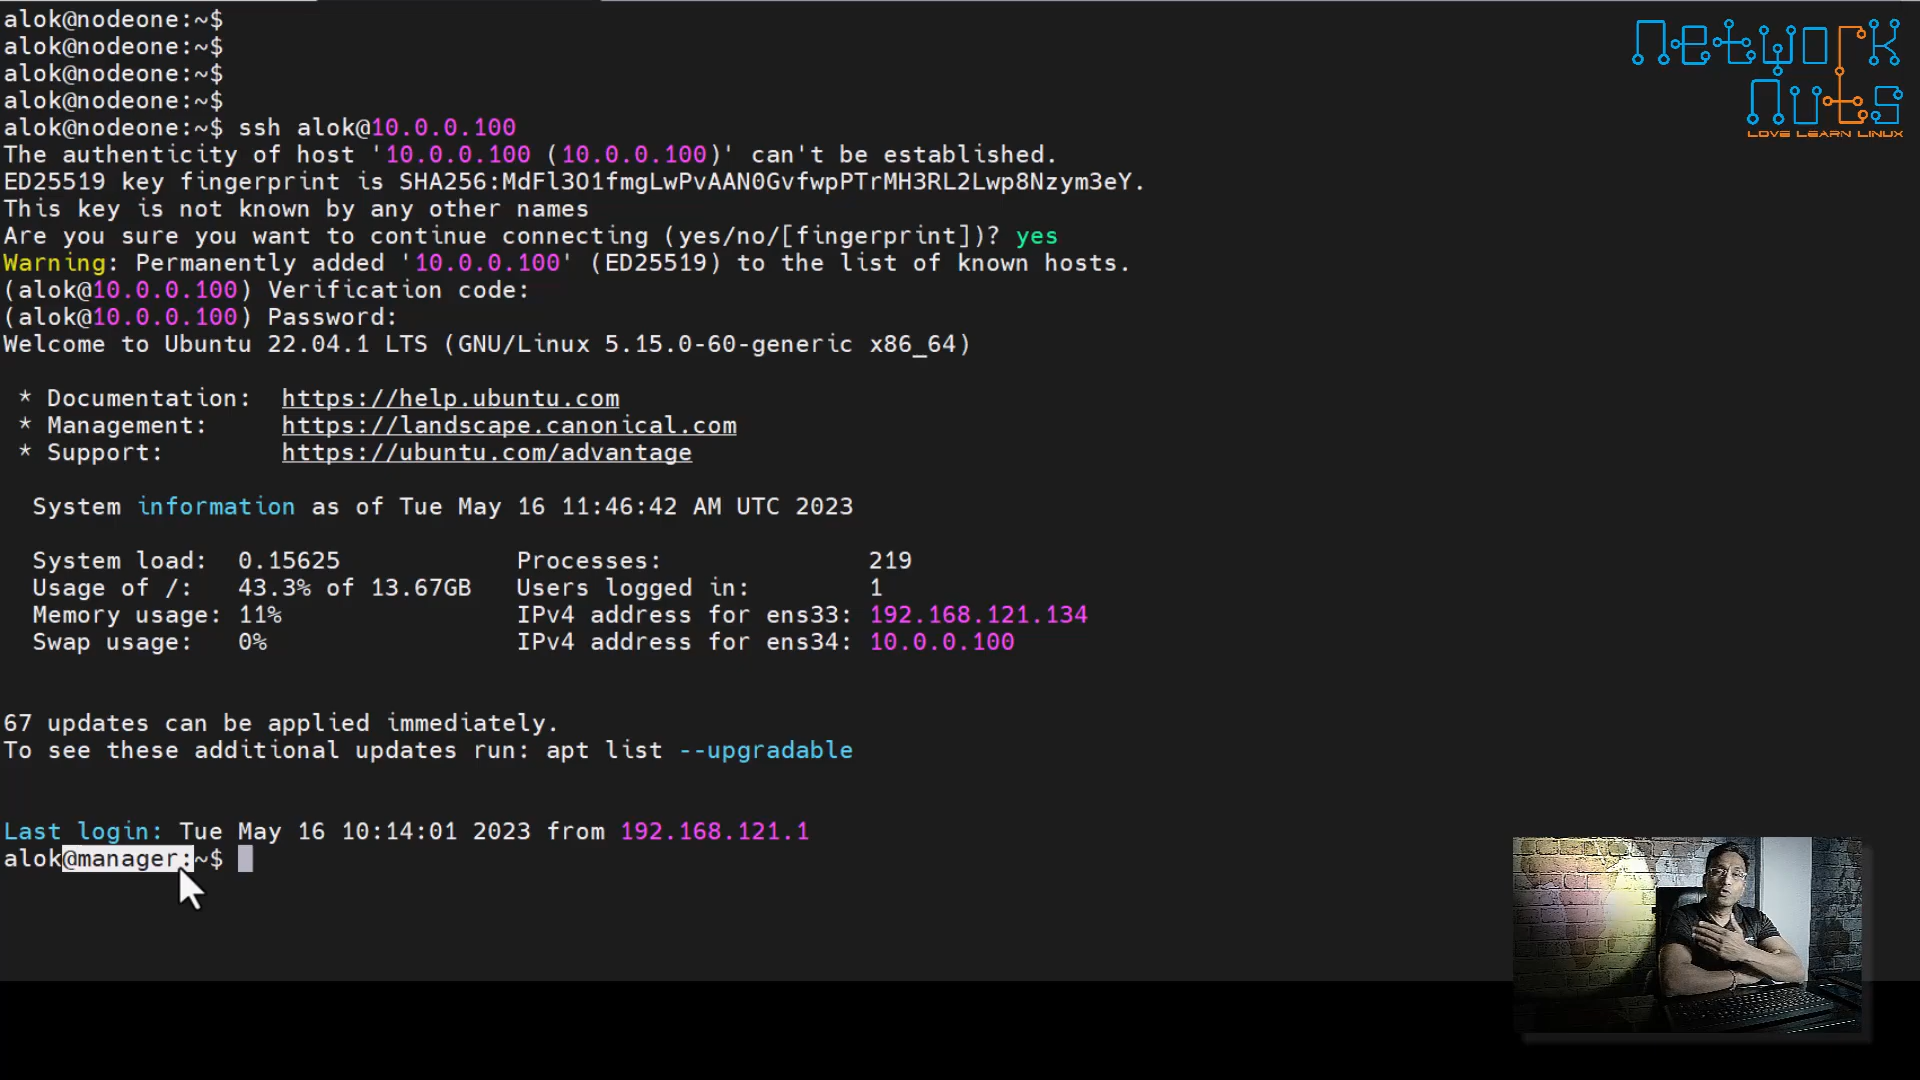 alok@nodeone:~$
alok@nodeone:~$
alok@nodeone:~$
alok@nodeone:~$
alok@nodeone:~$ ssh alok@10.0.0.100
The authenticity of host '10.0.0.100 (10.0.0.100)' can't be established.
ED25519 key fingerprint is SHA256:MdFl3O1fmgLwPvAAN0GvfwpPTrMH3RL2Lwp8Nzym3eY.
This key is not known by any other names
Are you sure you want to continue connecting (yes/no/[fingerprint])? yes
Warning: Permanently added '10.0.0.100' (ED25519) to the list of known hosts.
(alok@10.0.0.100) Verification code:
(alok@10.0.0.100) Password:
Welcome to Ubuntu 22.04.1 LTS (GNU/Linux 5.15.0-60-generic x86_64)
* Documentation: https://help.ubuntu.com
* Management: https://landscape.canonical.com
* Support: https://ubuntu.com/advantage
System information as of Tue May 16 11:46:42 AM UTC 2023
System load: 0.15625 Processes: 219
Usage of /: 43.3% of 13.67GB Users logged in: 1
Memory usage: 11% IPv4 address for ens33: 192.168.121.134
Swap usage: 0% IPv4 address for ens34: 10.0.0.100
67 updates can be applied immediately.
To see these additional updates run: apt list --upgradable
Last login: Tue May 16 10:14:01 2023 from 192.168.121.1
alok@manager:~$
Network
Nuts
LOVE LEARN LINUX